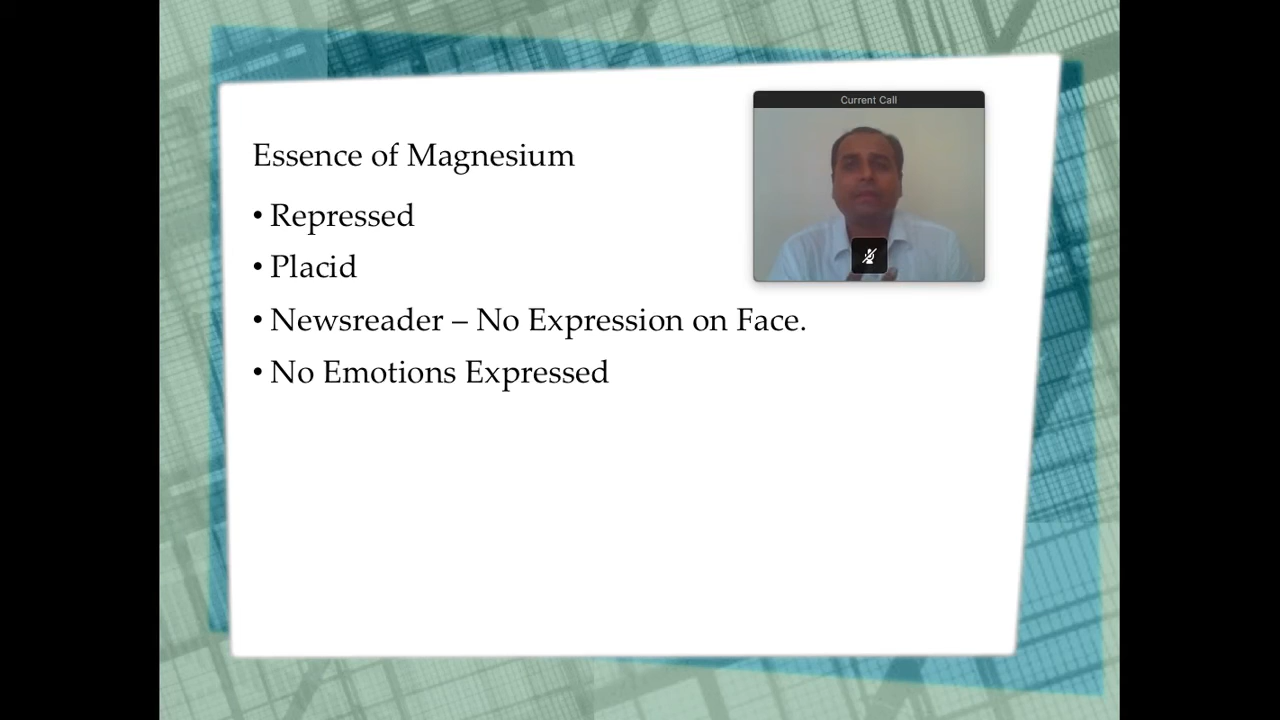 Current Call
Essence of Magnesium
• Repressed
• Placid
• Newsreader – No Expression on Face.
• No Emotions Expressed